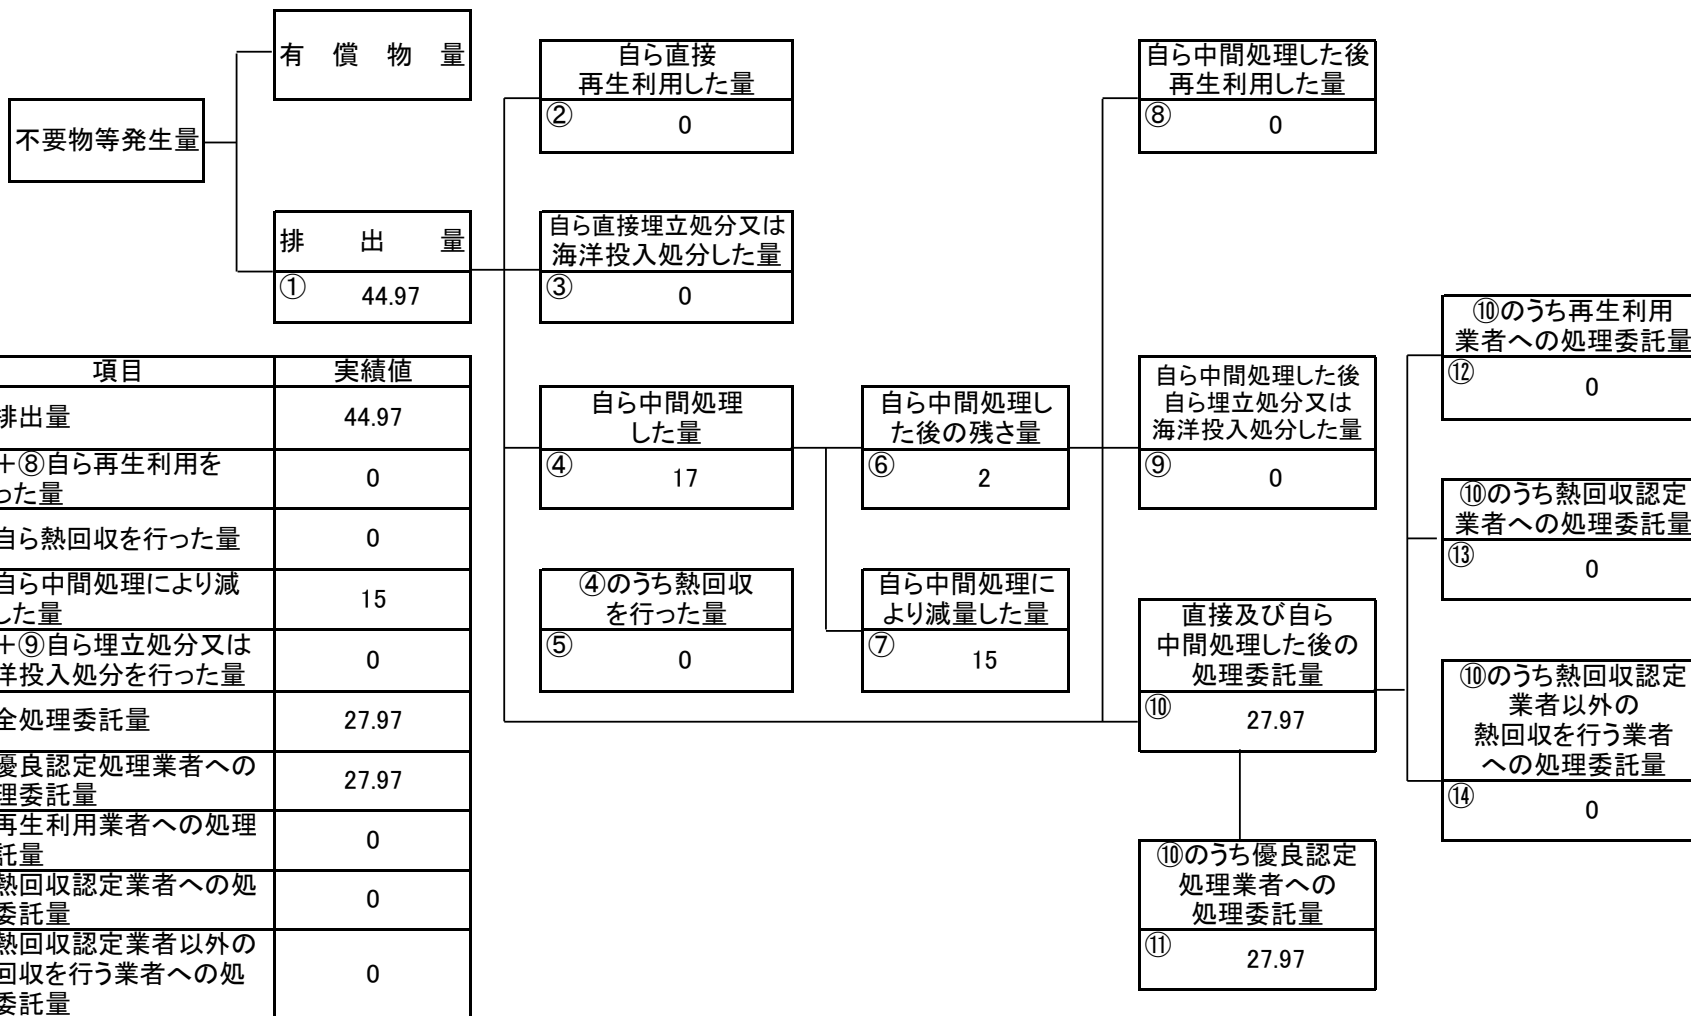 有償物量
不要物等発生量
排出量
① 44.97
自ら直接
再生利用した量
② 0
自ら直接埋立処分又は
海洋投入処分した量
③ 0
自ら中間処理
した量
④ 17
④のうち熱回収
を行った量
⑤ 0
自ら中間処理し
た後の残さ量
⑥ 2
自ら中間処理に
より減量した量
⑦ 15
自ら中間処理した後
再生利用した量
⑧ 0
自ら中間処理した後
自ら埋立処分又は
海洋投入処分した量
⑨ 0
直接及び自ら
中間処理した後の
処理委託量
⑩ 27.97
⑩のうち優良認定
処理業者への
処理委託量
⑪ 27.97
⑩のうち再生利用
業者への処理委託量
⑫ 0
⑩のうち熱回収認定
業者への処理委託量
⑬ 0
⑩のうち熱回収認定
業者以外の
熱回収を行う業者
への処理委託量
⑭ 0
項目 実績値
排出量 44.97
+⑧自ら再生利用を
った量 0
自ら熱回収を行った量 0
自ら中間処理により減
した量 15
+⑨自ら埋立処分又は
洋投入処分を行った量 0
全処理委託量 27.97
優良認定処理業者への
理委託量 27.97
再生利用業者への処理
託量 0
熱回収認定業者への処
委託量 0
熱回収認定業者以外の
回収を行う業者への処
委託量 0